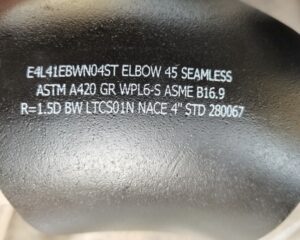 E4L41EBWN04ST ELBOW 45 SEAMLESS
ASTM A420 GR WPL6-S ASME B16.9
R=1.5D BW LTCS01N NACE 4" STD 280067